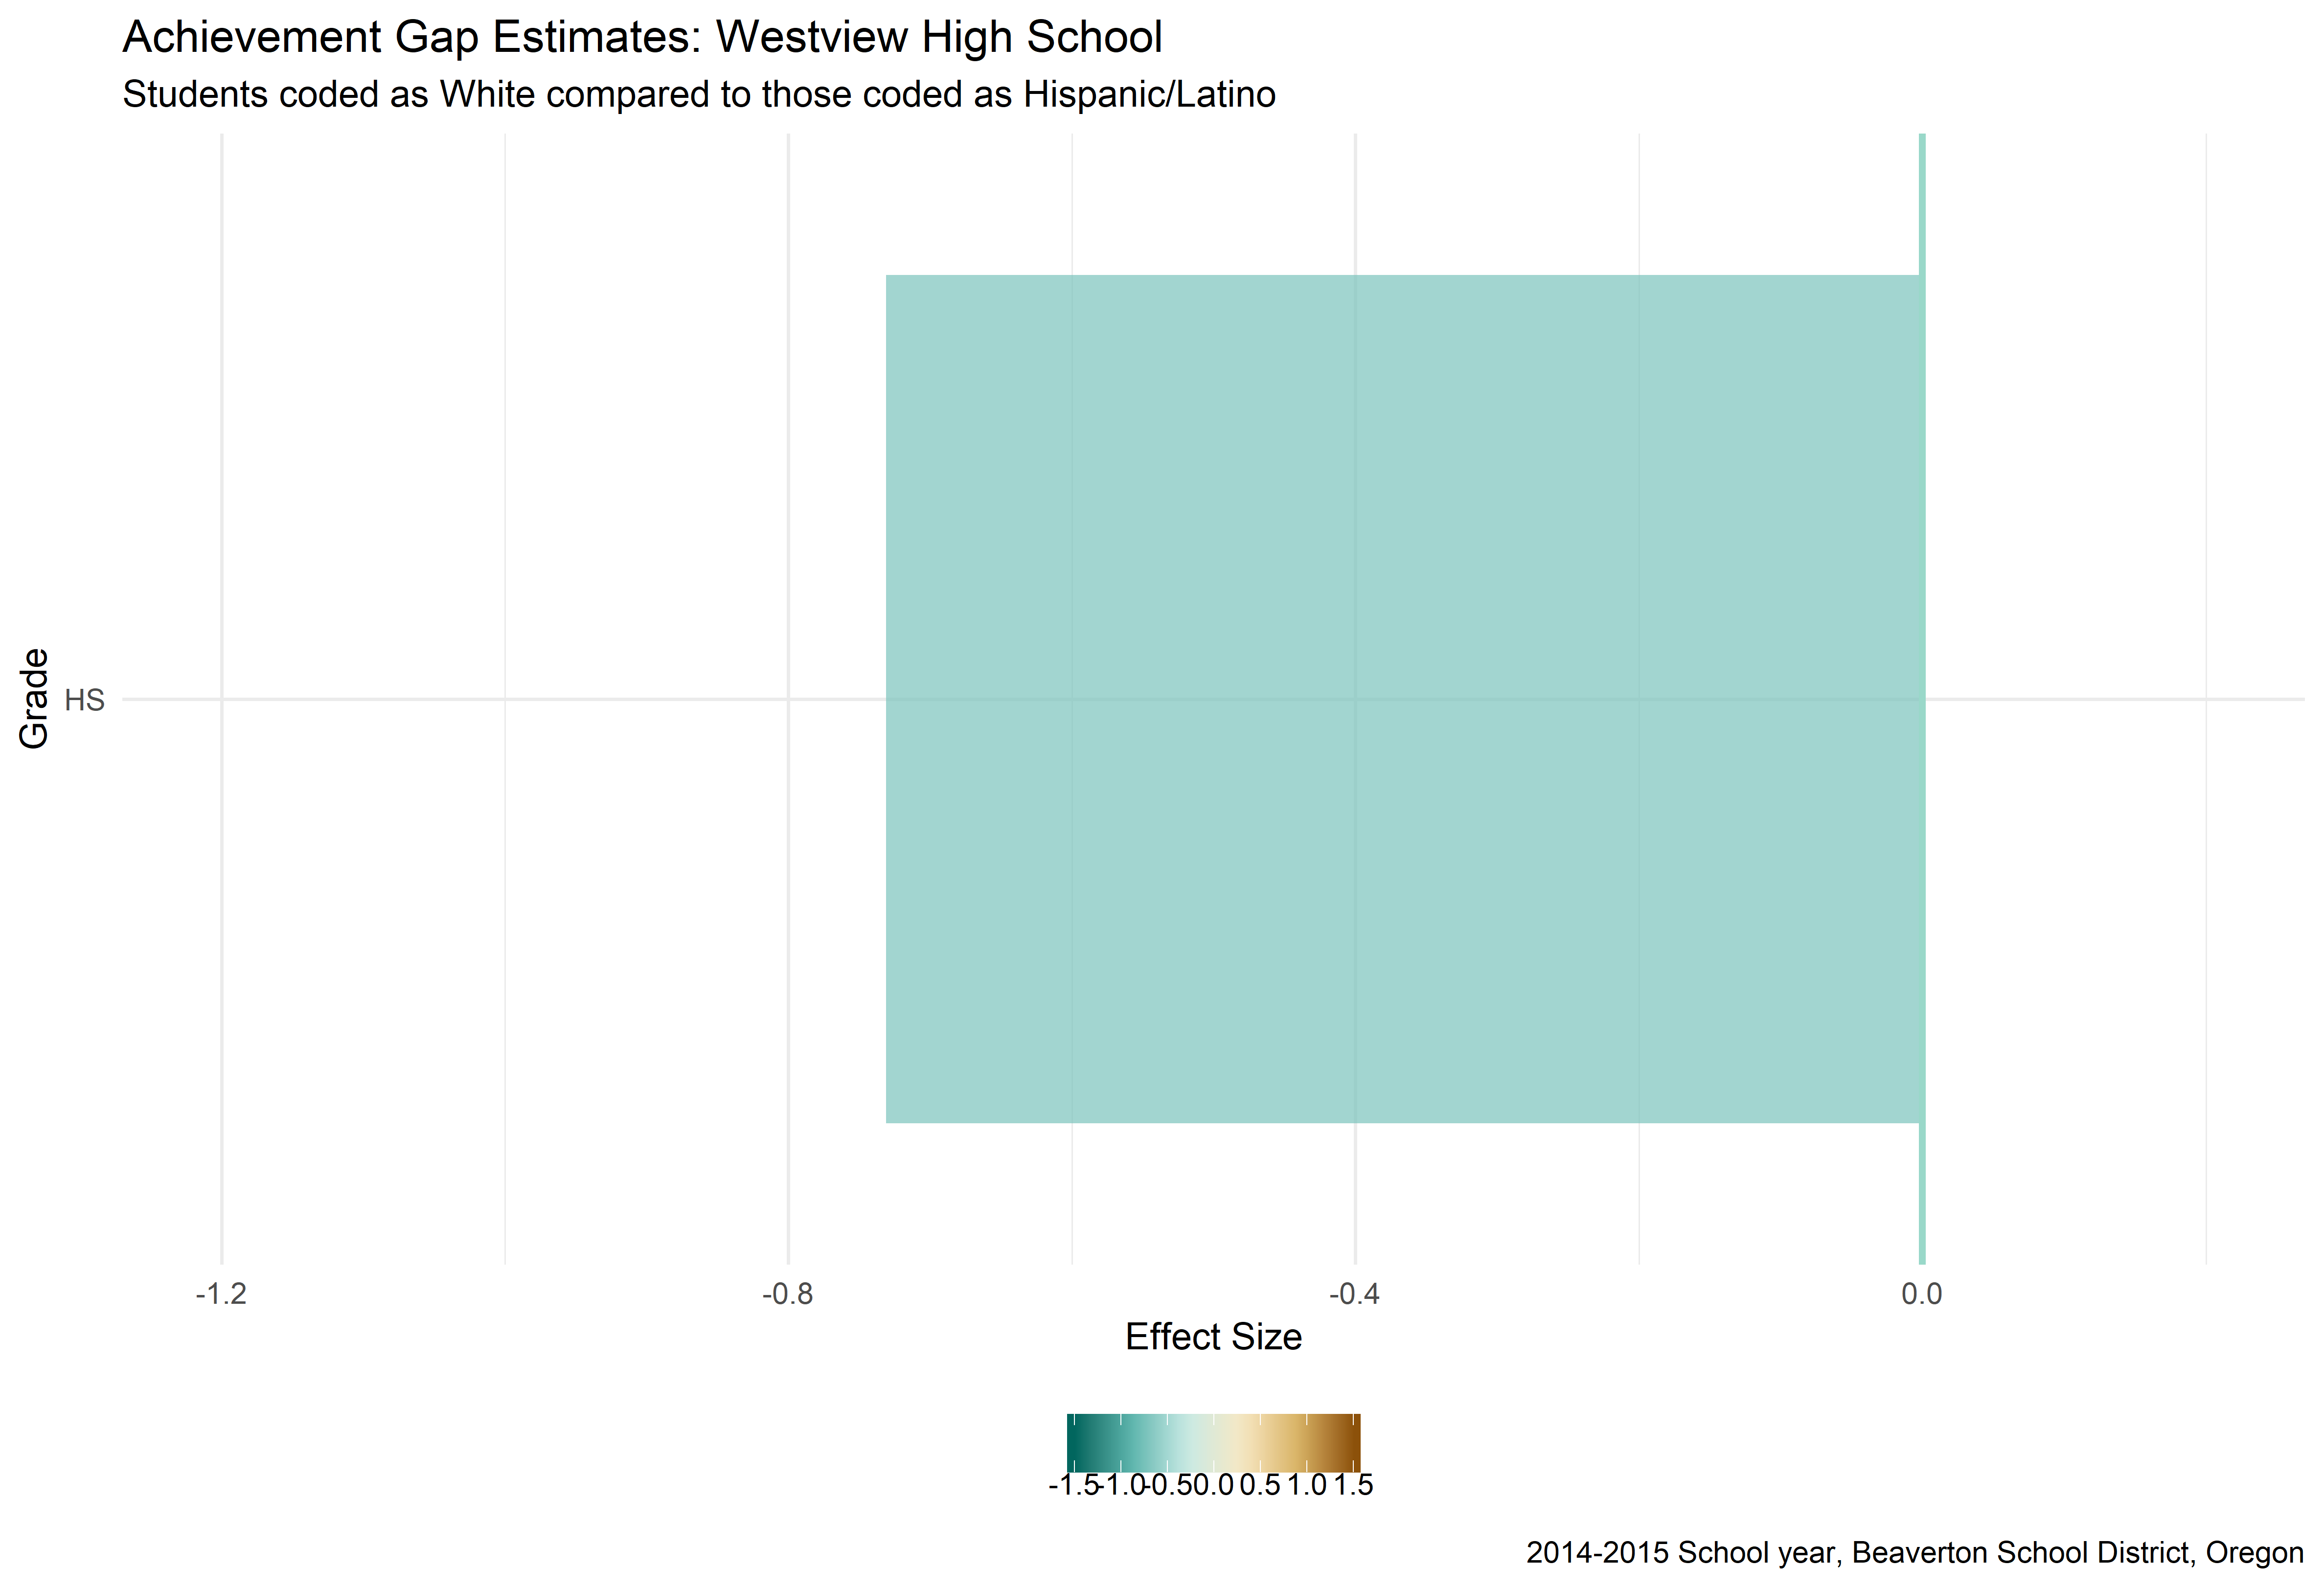 Achievement Gap Estimates: Westview High School
Students coded as White compared to those coded as Hispanic/Latino
Grade
HS
-1.2 -0.8 -0.4 0.0
Effect Size
-1.5 -1.0 -0.5 0.0 0.5 1.0 1.5
2014-2015 School year, Beaverton School District, Oregon